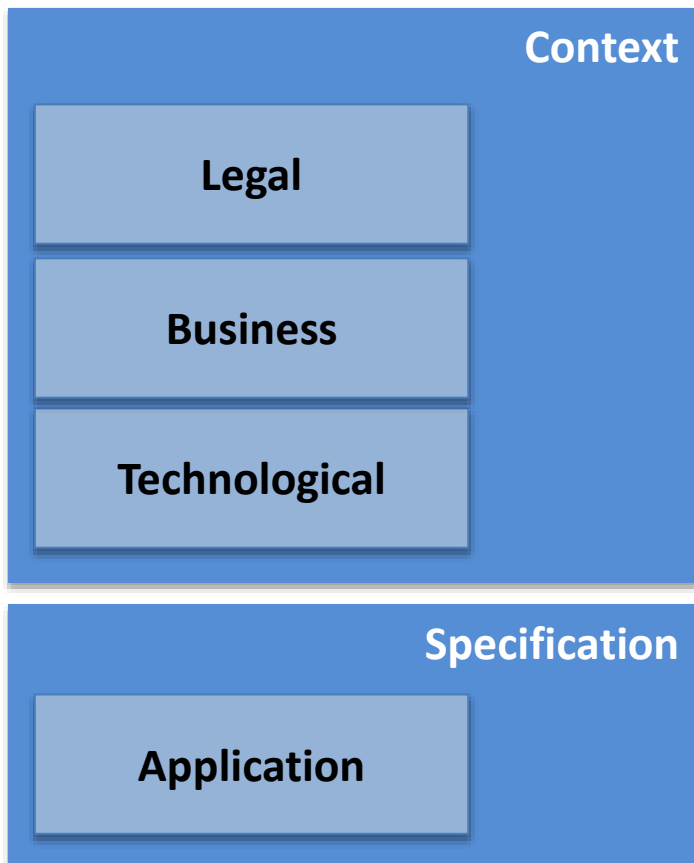 Context
Legal
Business
Technological
Specification
Application